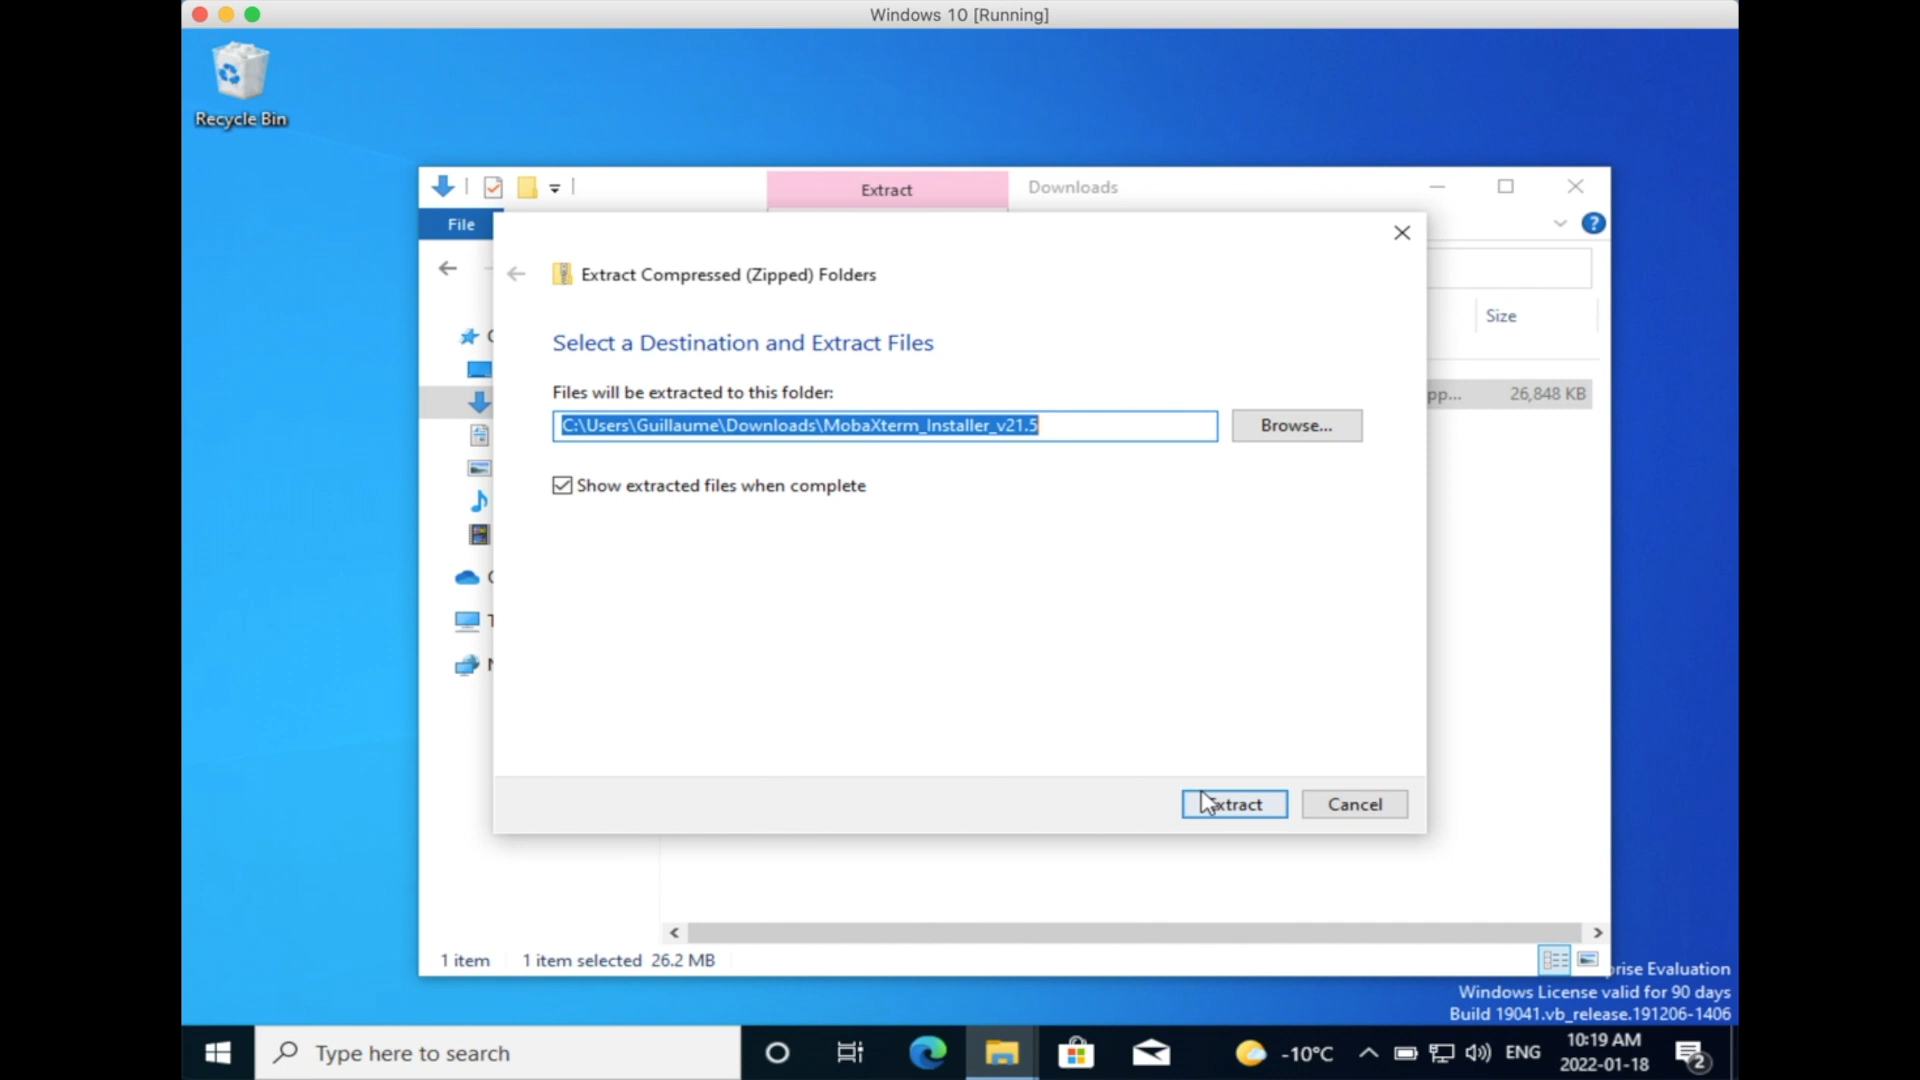 Windows 10 [Running]
Recycle Bin
Extract
Downloads
File
Extract Compressed (Zipped) Folders
Size
Select a Destination and Extract Files
Files will be extracted to this folder:
C:\Users\Guillaume\Downloads\MobaXterm_Installer_v21.5
Browse...
pp...
26,848 KB
Show extracted files when complete
Extract
Cancel
1 item
1 item selected 26.2 MB
prise Evaluation
Windows License valid for 90 days
Build 19041.vb_release.191206-1406
Type here to search
-10°C
ENG
10:19 AM
2022-01-18
2